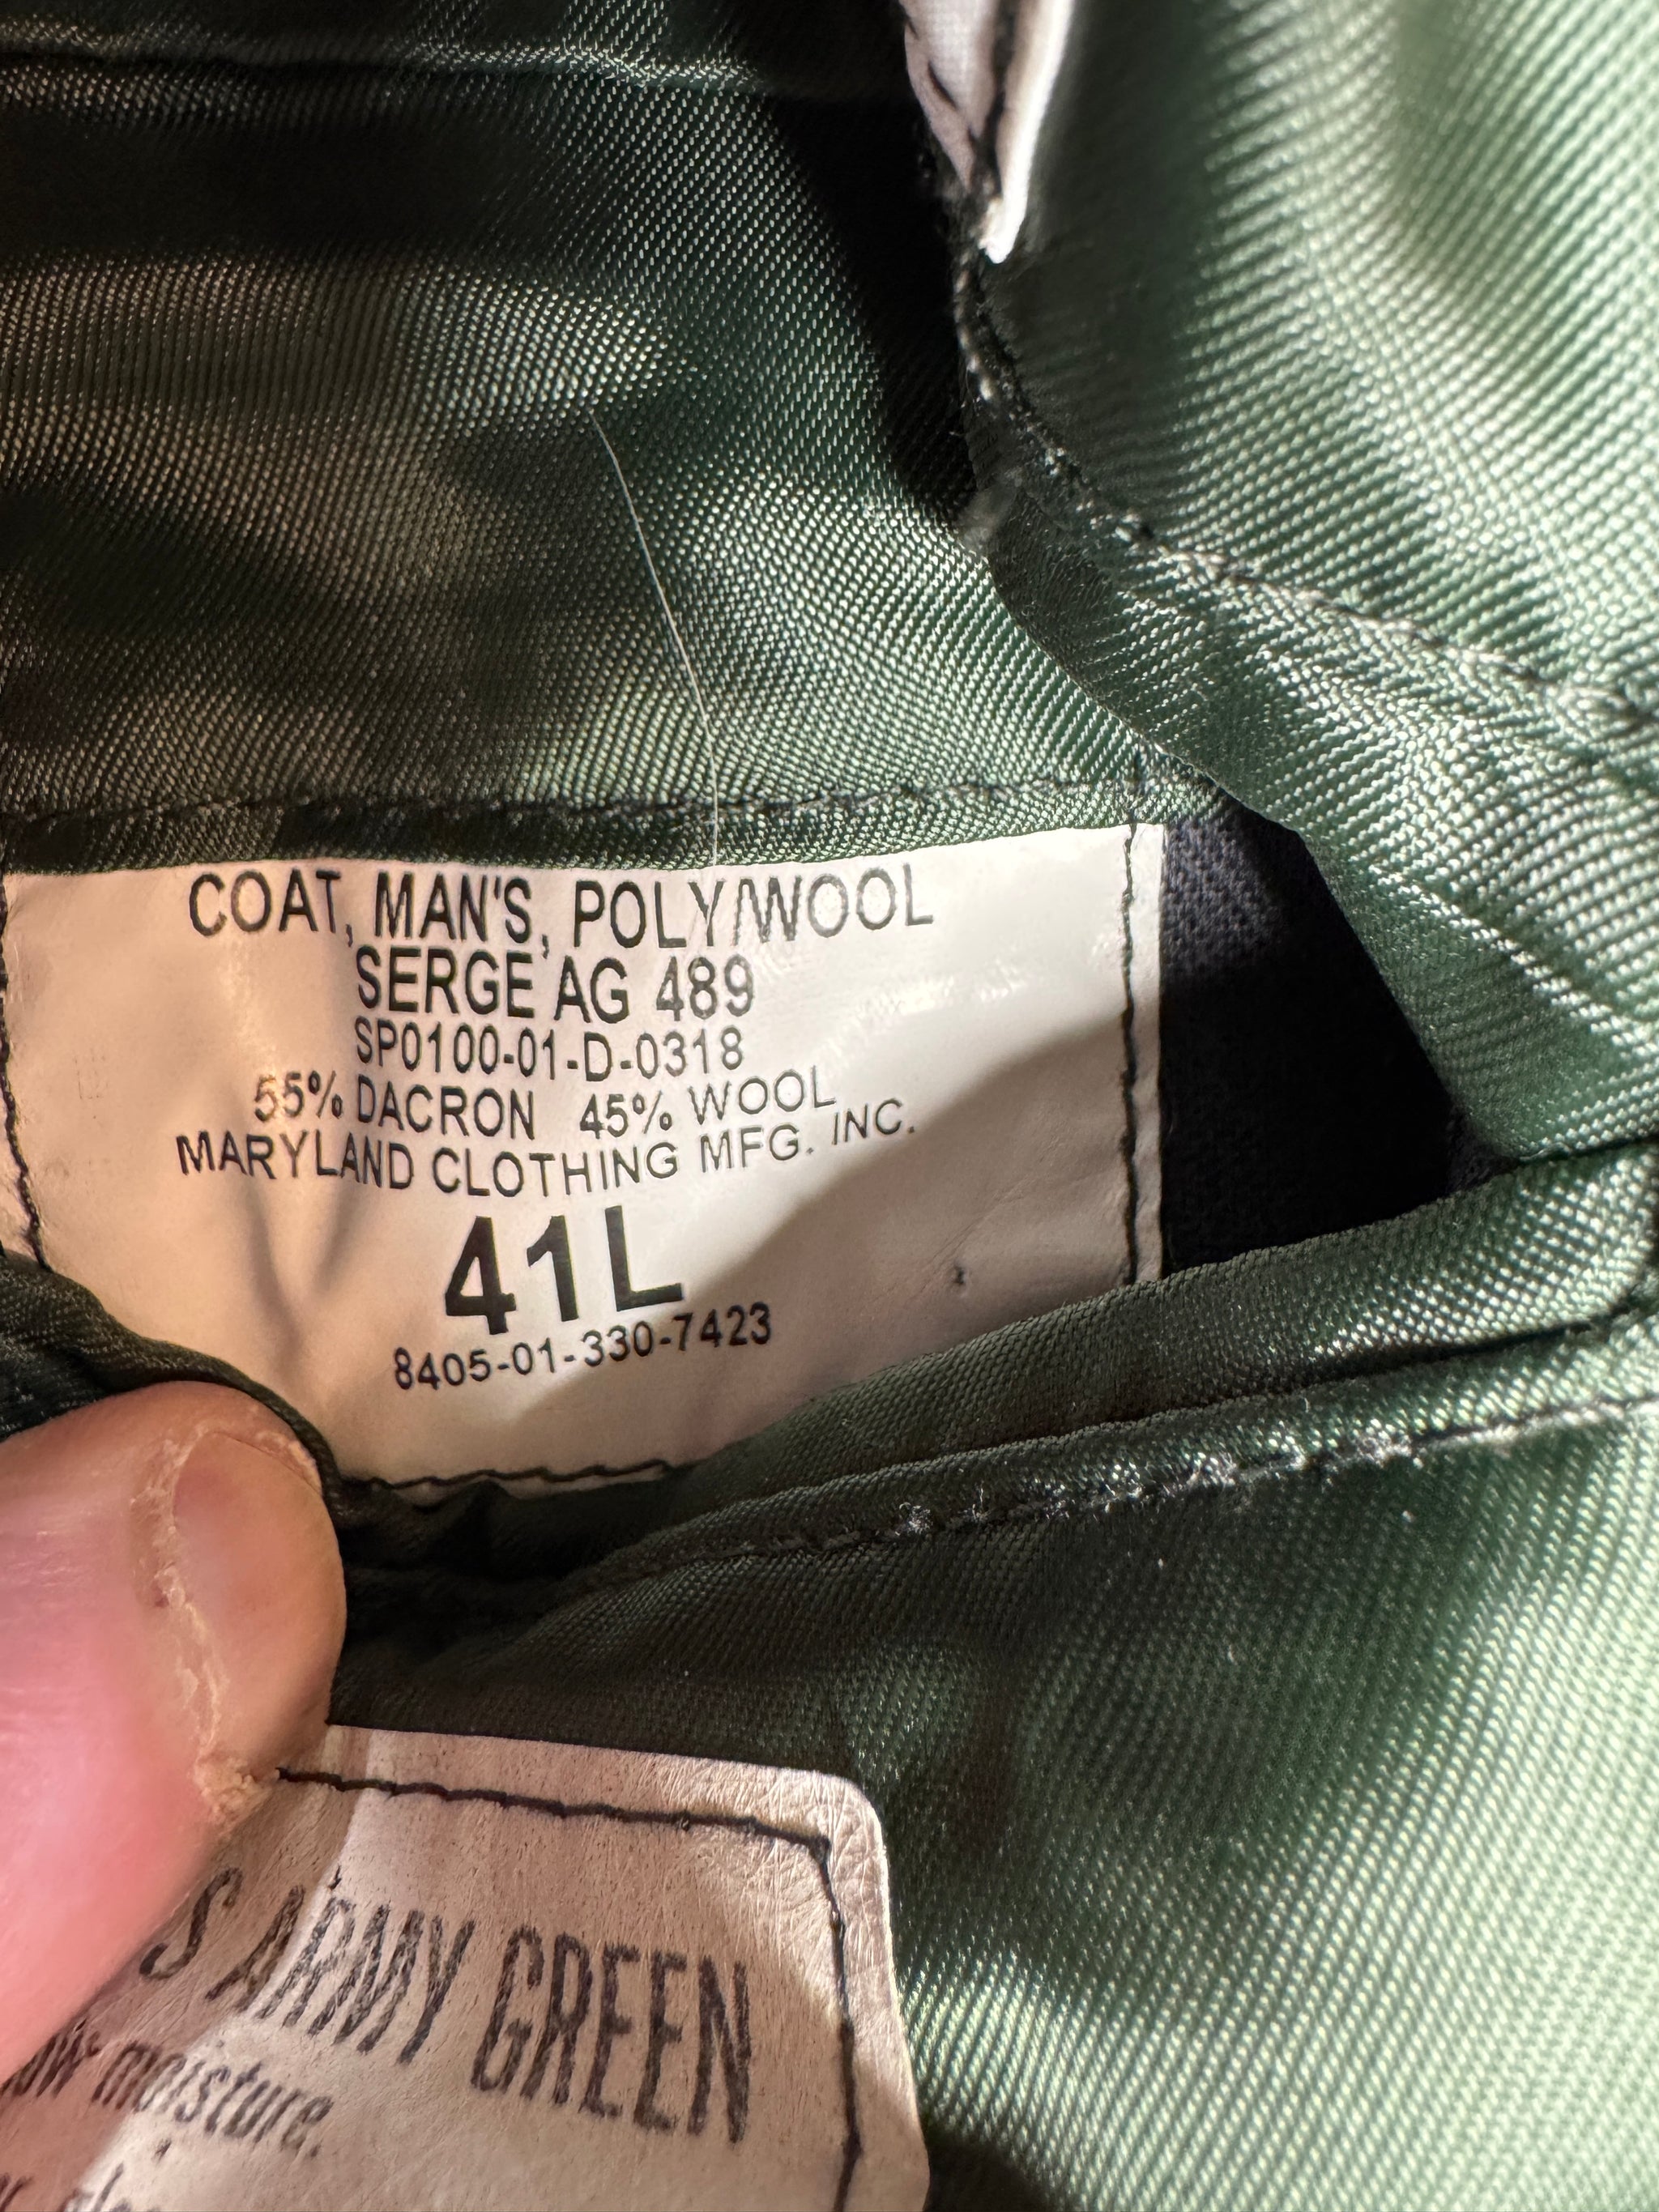 COAT, MAN'S, POLY/WOOL
SERGE AG 489
SP0100-01-D-0318
55% DACRON 45% WOOL
MARYLAND CLOTHING MFG. INC.
41L
8405-01-330-7423
S ARMY GREEN
moisture.